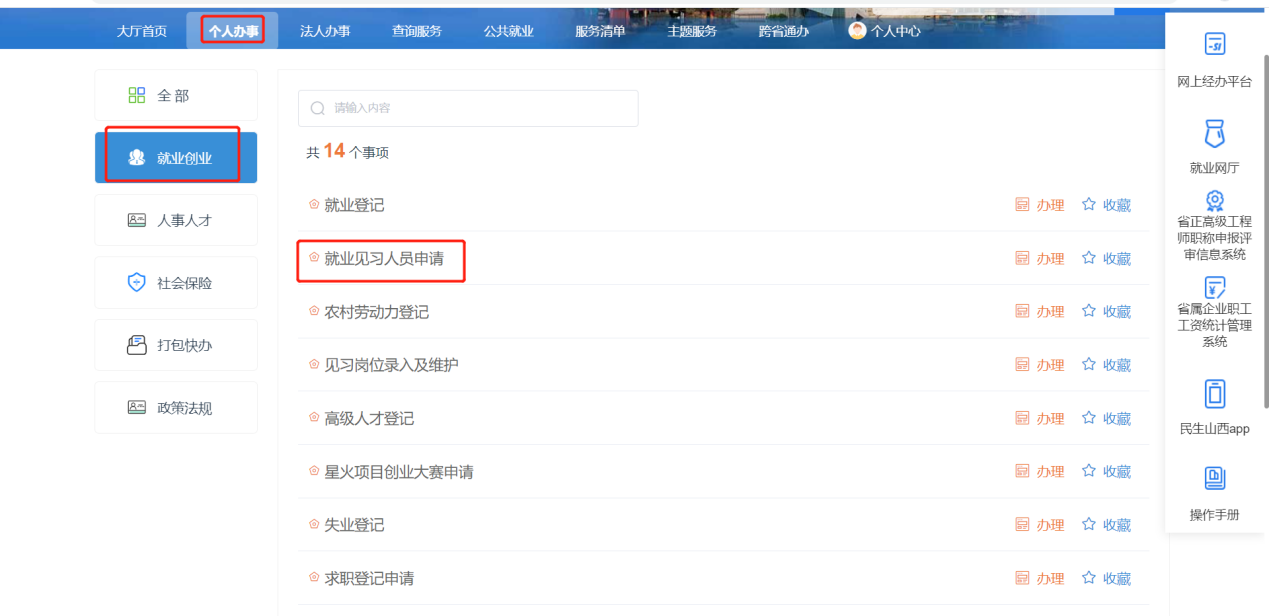 大厅首页 个人办事 法人办事 查询服务 公共就业 服务清单 主题服务 跨省通办 个人中心
全部
就业创业
人事人才
社会保险
打包快办
政策法规
请输入内容
共 14 个事项
就业登记 办理 收藏
就业见习人员申请 办理 收藏
农村劳动力登记 办理 收藏
见习岗位录入及维护 办理 收藏
高级人才登记 办理 收藏
星火项目创业大赛申请 办理 收藏
失业登记 办理 收藏
求职登记申请 办理 收藏
网上经办平台
就业网厅
省正高级工程
师职称申报评
审信息系统
省属企业职工
工资统计管理
系统
民生山西app
操作手册